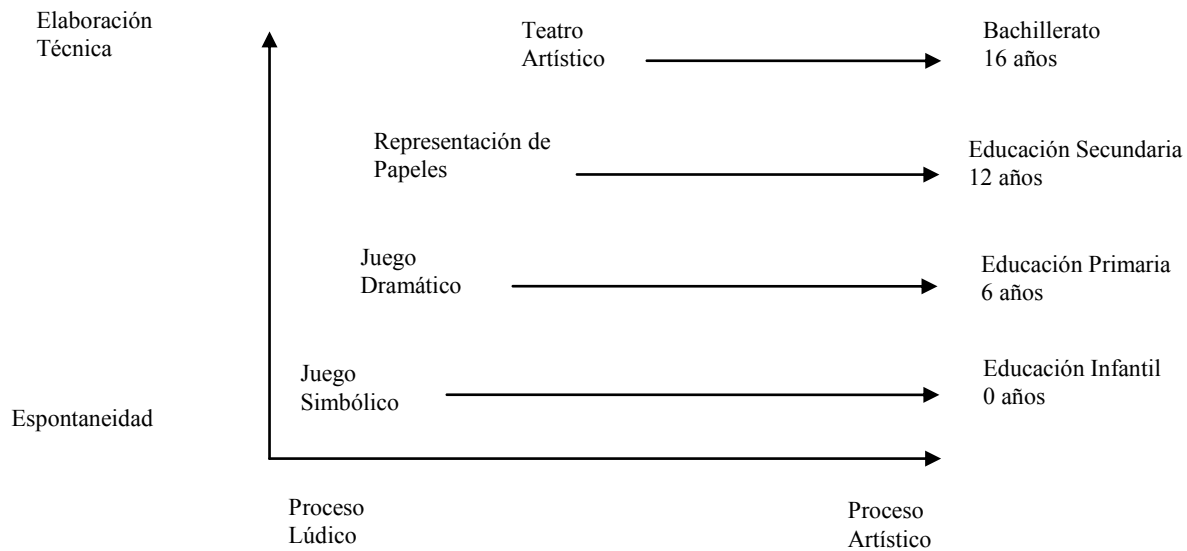 Elaboración
Técnica
Teatro
Artístico
Bachillerato
16 años
Representación de
Papeles
Educación Secundaria
12 años
Juego
Dramático
Educación Primaria
6 años
Juego
Simbólico
Educación Infantil
0 años
Espontaneidad
Proceso
Lúdico
Proceso
Artístico